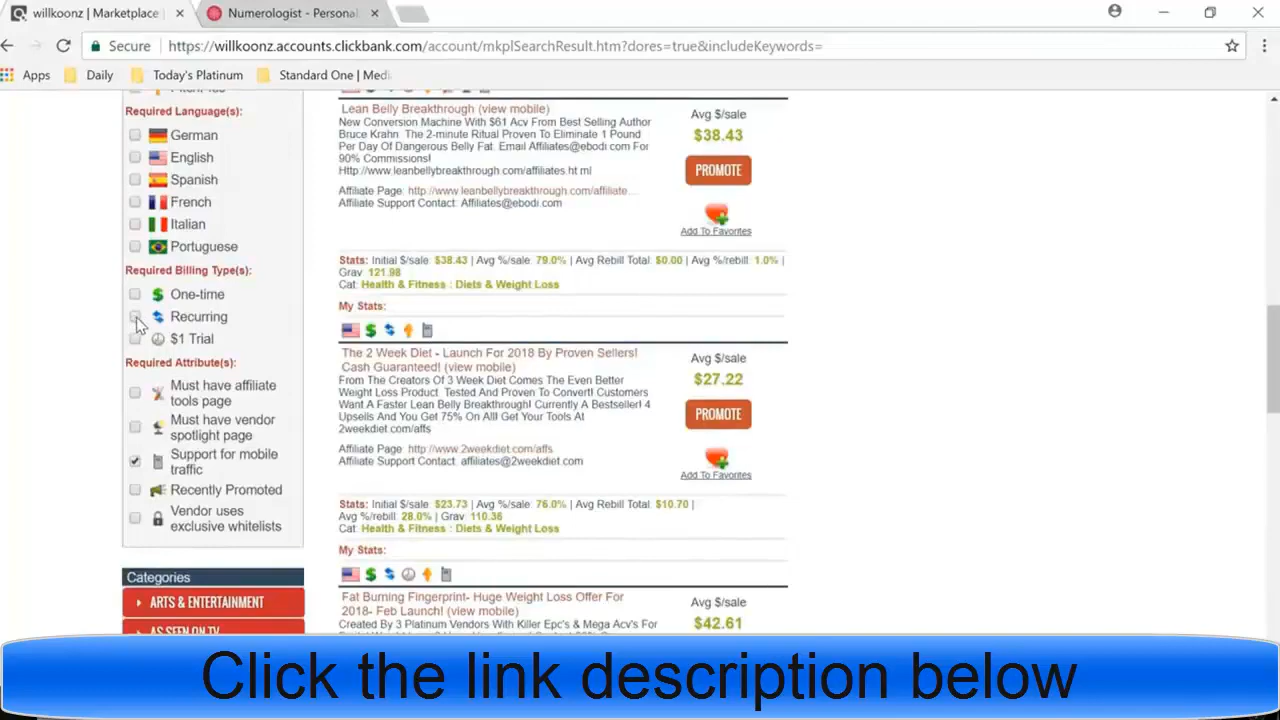 willkoonz | Marketplace
Numerologist - Personal
Secure
https://willkoonz.accounts.clickbank.com/account/mkplSearchResult.htm?dores=true&includeKeywords=
Apps
Daily
Today's Platinum
Standard One | Medi
Required Language(s):
German
English
Spanish
French
Italian
Portuguese
Required Billing Type(s):
One-time
Recurring
$1 Trial
Required Attribute(s):
Must have affiliate
tools page
Must have vendor
spotlight page
Support for mobile
traffic
Recently Promoted
Vendor uses
exclusive whitelists
Categories
ARTS & ENTERTAINMENT
AS SEEN ON TV
Lean Belly Breakthrough (view mobile)
New Conversion Machine With $61 Acv From Best Selling Author
Bruce Krahn. The 2-minute Ritual Proven To Eliminate 1 Pound
Per Day Of Dangerous Belly Fat. Email Affiliates@ebodi com For
90% Commissions!
Http://www.leanbellybreakthrough.com/affiliates.ht ml
Affiliate Page: http://www.leanbellybreakthrough.com/affiliate...
Affiliate Support Contact: Affiliates@ebodi.com
Avg $/sale
$38.43
PROMOTE
Add To Favorites
Stats: Initial $/sale: $38.43 | Avg %/sale: 79.0% | Avg Rebill Total: $0.00 | Avg %/rebill: 1.0% |
Grav: 121.98
Cat: Health & Fitness : Diets & Weight Loss
My Stats:
The 2 Week Diet - Launch For 2018 By Proven Sellers!
Cash Guaranteed! (view mobile)
From The Creators Of 3 Week Diet Comes The Even Better
Weight Loss Product. Tested And Proven To Convert! Customers
Want A Faster Lean Belly Breakthrough! Currently A Bestseller! 4
Upsells And You Get 75% On All! Get Your Tools At
2weekdiet.com/affs
Affiliate Page: http://www.2weekdiet.com/affs
Affiliate Support Contact: affiliates@2weekdiet.com
Avg $/sale
$27.22
PROMOTE
Add To Favorites
Stats: Initial $/sale: $23.73 | Avg %/sale: 76.0% | Avg Rebill Total: $10.70 |
Avg %/rebill: 28.0% | Grav: 110.36
Cat: Health & Fitness : Diets & Weight Loss
My Stats:
Fat Burning Fingerprint- Huge Weight Loss Offer For
2018- Feb Launch! (view mobile)
Created By 3 Platinum Vendors With Killer Epc's & Mega Acv's For
Avg $/sale
$42.61
Click the link description below